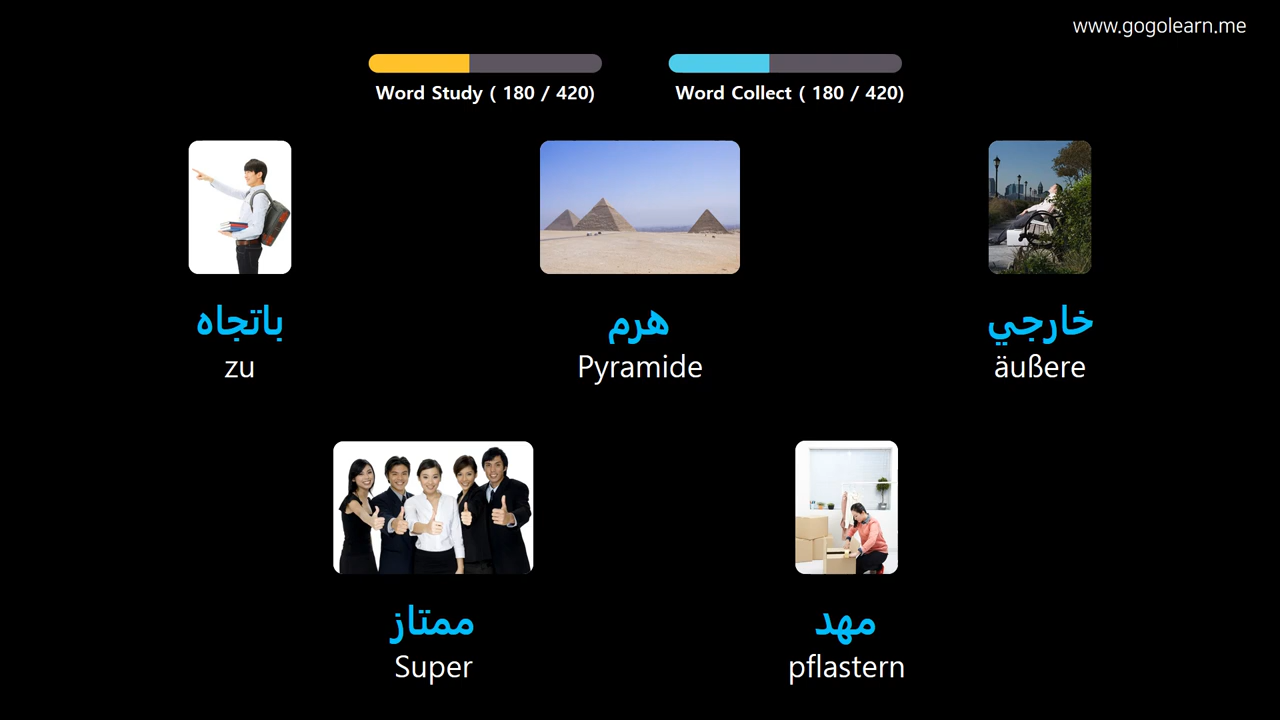 www.gogolearn.me
Word Study ( 180 / 420)
Word Collect ( 180 / 420)
باتجاه
zu
هرم
Pyramide
خارجي
äußere
ممتاز
Super
مهد
pflastern